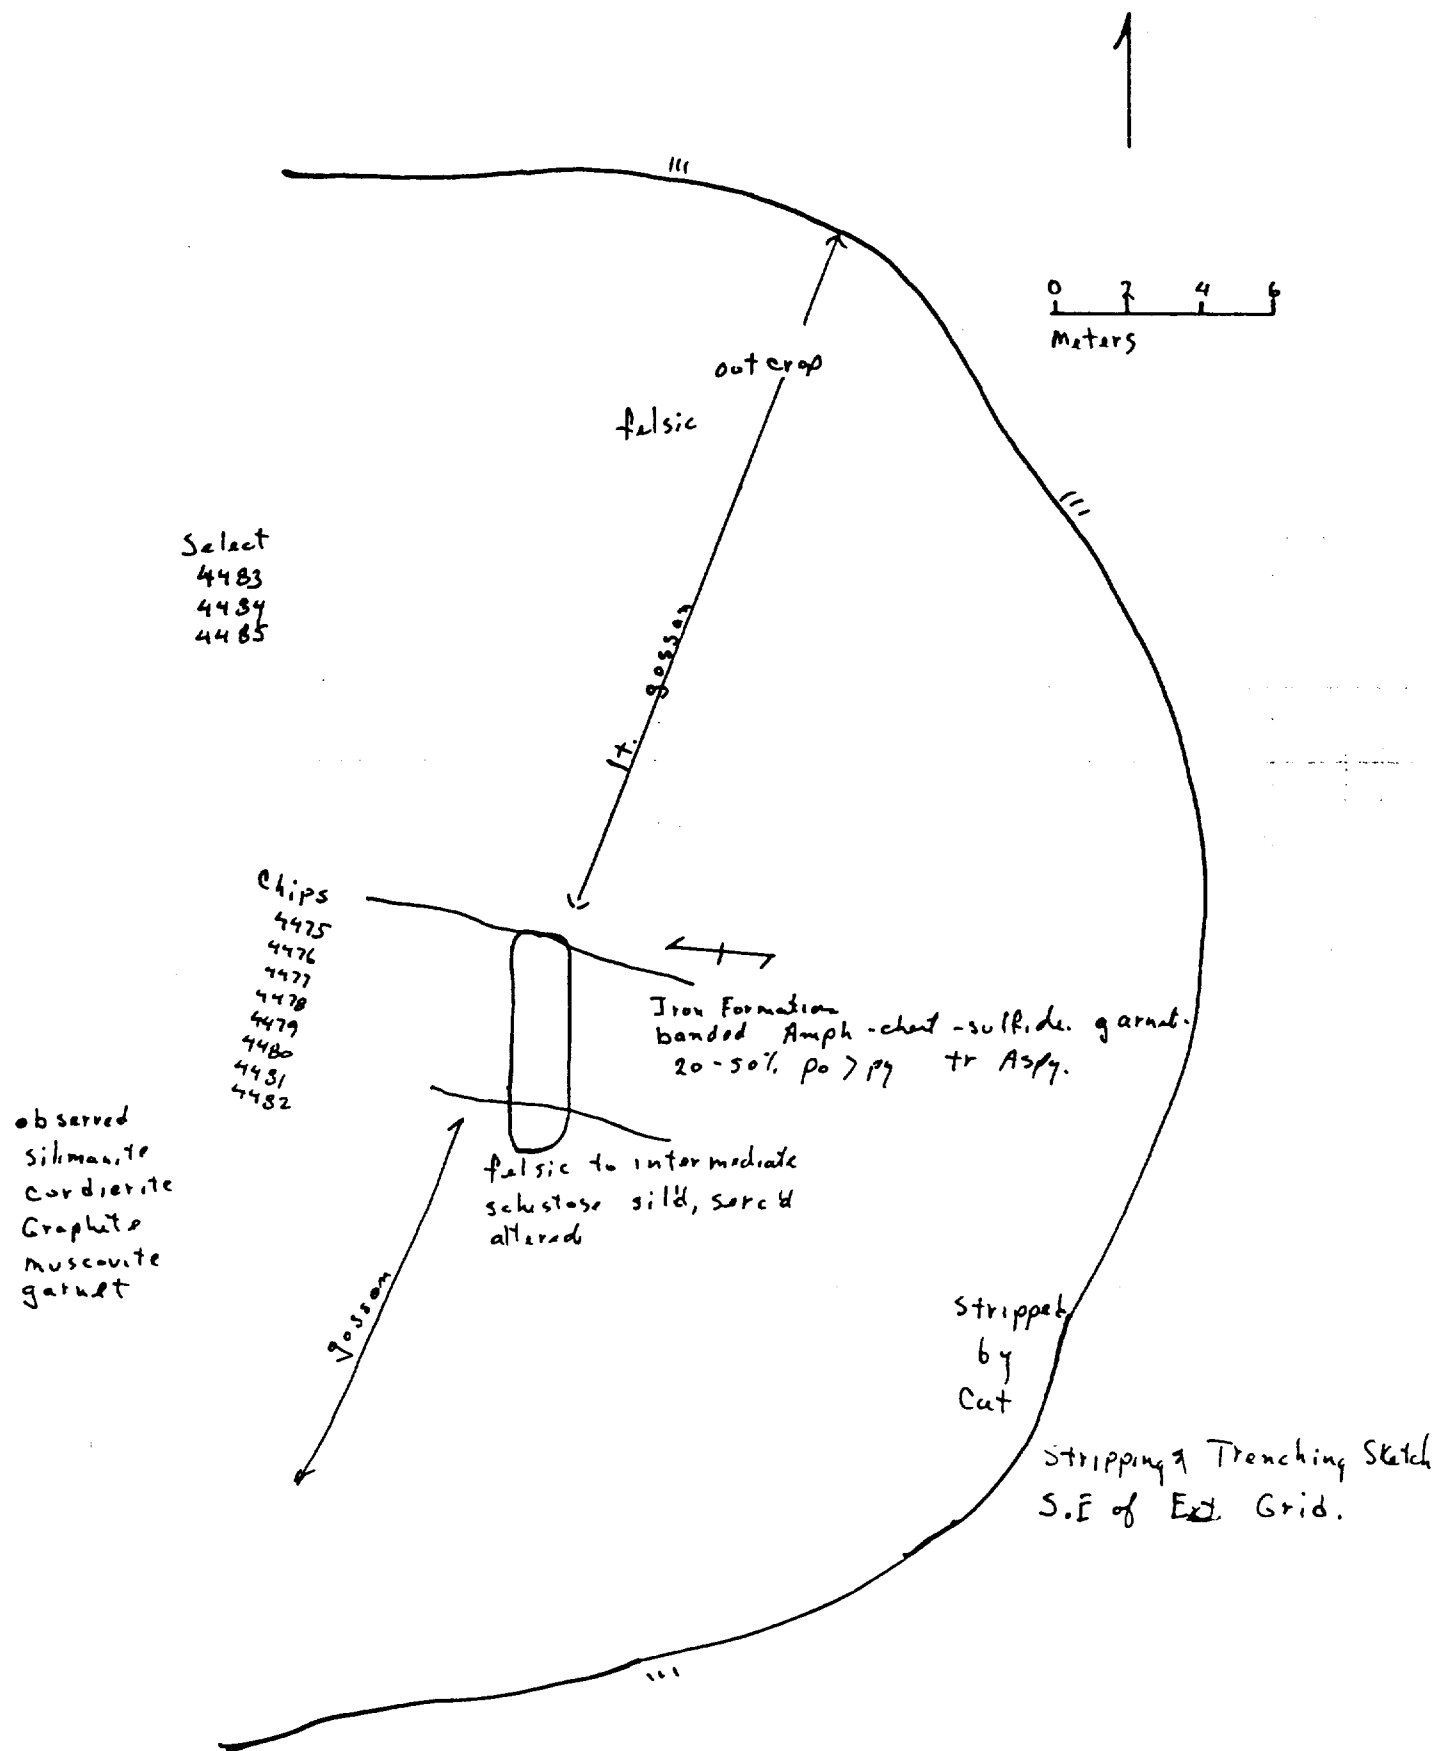 0 2 4 6
Meters
outcrop
felsic
Select
4483
4484
4485
lt. gossan
Chips
4475
4476
4477
4478
4479
4480
4481
4482
Iron Formation
banded Amph - chert - sulfide. garnet.
20-50% po > py tr Aspy.
observed
silimanite
cordierite
Graphite
muscovite
garnet
felsic to intermediate
schistose sil'd, serc'd
altered
gossan
Stripped
by
Cat
Stripping & Trenching Sketch
S.E of Ext. Grid.